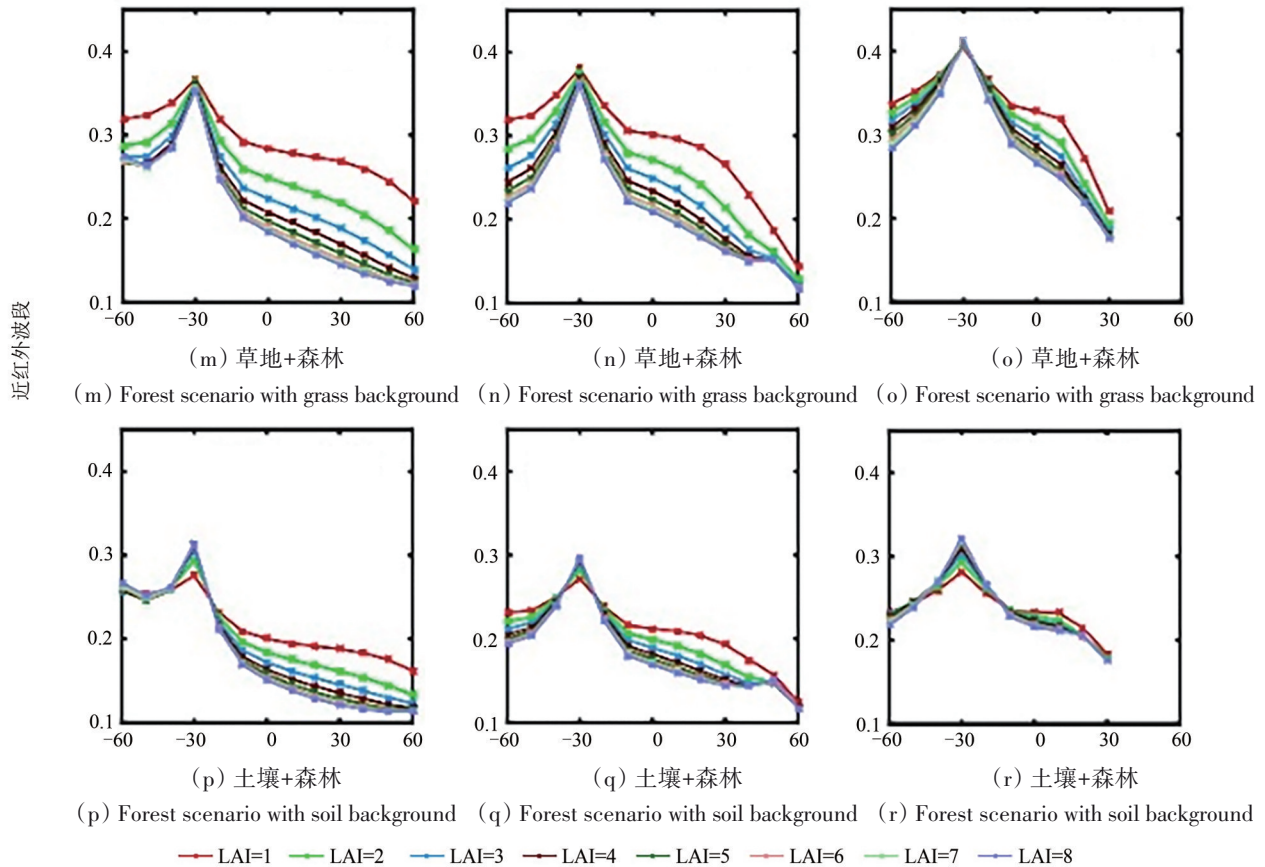 近红外波段
0.4
0.3
0.2
0.1
-60 -30 0 30 60
-60 -30 0 30 60
-60 -30 0 30 60
(m) 草地+森林 (n) 草地+森林 (o) 草地+森林
(m) Forest scenario with grass background (n) Forest scenario with grass background (o) Forest scenario with grass background
0.4
0.3
0.2
0.1
0.4
0.3
0.2
0.1
0.4
0.3
0.2
0.1
-60 -30 0 30 60
-60 -30 0 30 60
-60 -30 0 30 60
(p) 土壤+森林 (q) 土壤+森林 (r) 土壤+森林
(p) Forest scenario with soil background (q) Forest scenario with soil background (r) Forest scenario with soil background
0.4
0.3
0.2
0.1
0.4
0.3
0.2
0.1
LAI=1 LAI=2 LAI=3 LAI=4 LAI=5 LAI=6 LAI=7 LAI=8